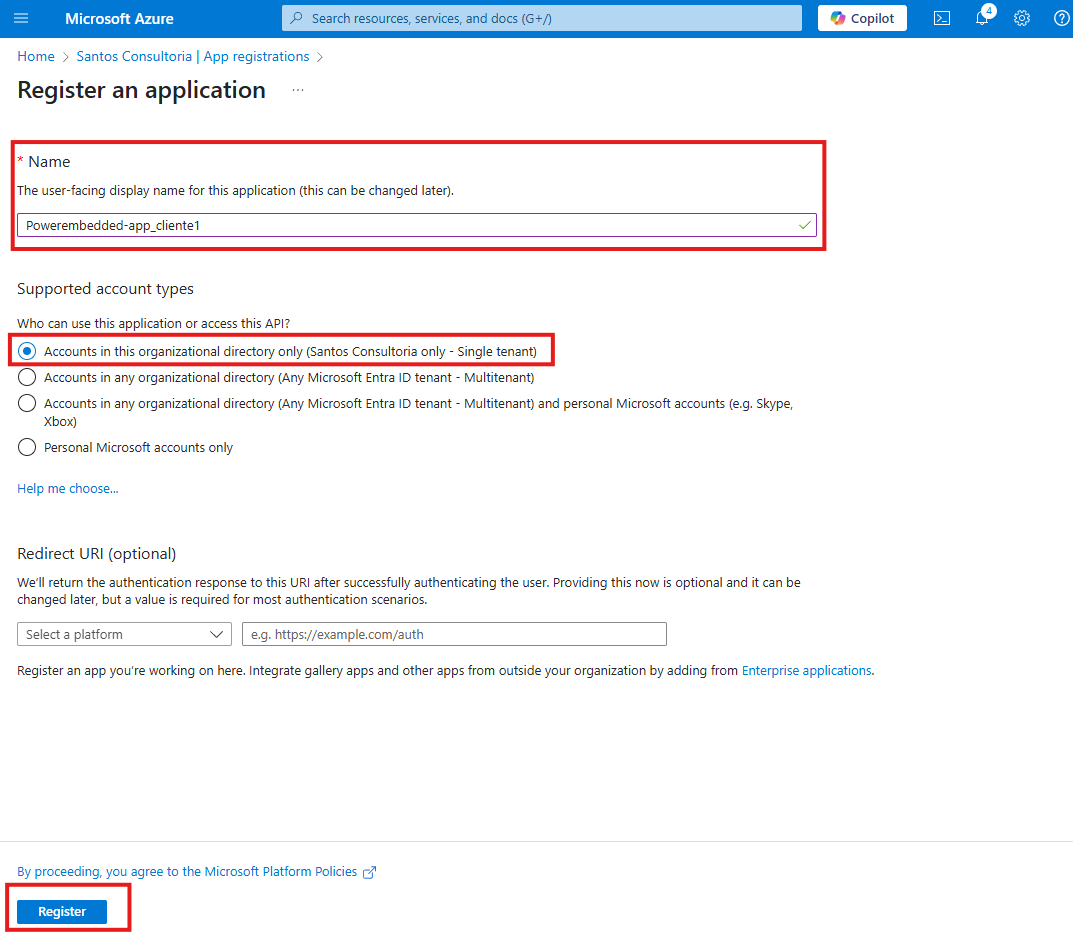 Microsoft Azure
Search resources, services, and docs (G+/)
Copilot
4
Home > Santos Consultoria | App registrations >
Register an application ...
* Name
The user-facing display name for this application (this can be changed later).
Powerembedded-app_cliente1
Supported account types
Who can use this application or access this API?
Accounts in this organizational directory only (Santos Consultoria only - Single tenant)
Accounts in any organizational directory (Any Microsoft Entra ID tenant - Multitenant)
Accounts in any organizational directory (Any Microsoft Entra ID tenant - Multitenant) and personal Microsoft accounts (e.g. Skype,
Xbox)
Personal Microsoft accounts only
Help me choose...
Redirect URI (optional)
We'll return the authentication response to this URI after successfully authenticating the user. Providing this now is optional and it can be
changed later, but a value is required for most authentication scenarios.
Select a platform
e.g. https://example.com/auth
Register an app you're working on here. Integrate gallery apps and other apps from outside your organization by adding from Enterprise applications.
By proceeding, you agree to the Microsoft Platform Policies
Register